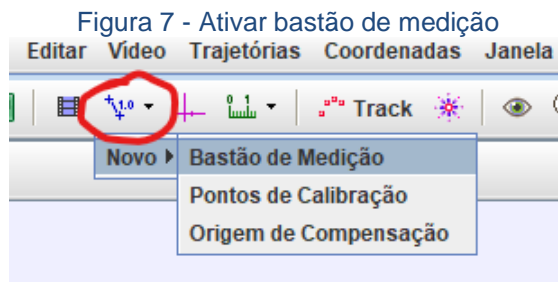 Figura 7 - Ativar bastão de medição
Editar Vídeo Trajetórias Coordenadas Janela
1.0 0 1 Track
Novo Bastão de Medição
Pontos de Calibração
Origem de Compensação